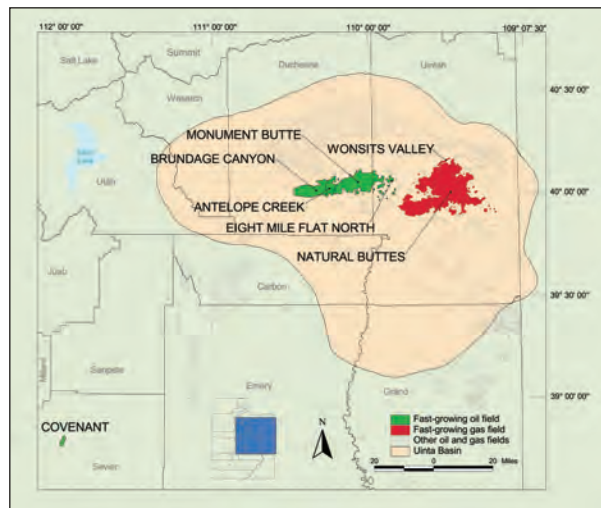 112° 00' 00"
111° 00' 00"
110° 00' 00"
109° 07' 30"
Salt Lake
Summit
Duchesne
Uintah
40° 30' 00"
Wasatch
MONUMENT BUTTE
WONSITS VALLEY
BRUNDAGE CANYON
Utah
40° 00' 00"
ANTELOPE CREEK
EIGHT MILE FLAT NORTH
NATURAL BUTTES
Juab
Carbon
39° 30' 00"
Millard
Sanpete
Emery
Grand
39° 00' 00"
COVENANT
N
Fast-growing oil field
Fast-growing gas field
Other oil and gas fields
Uinta Basin
Sevier
20 0 20 Miles